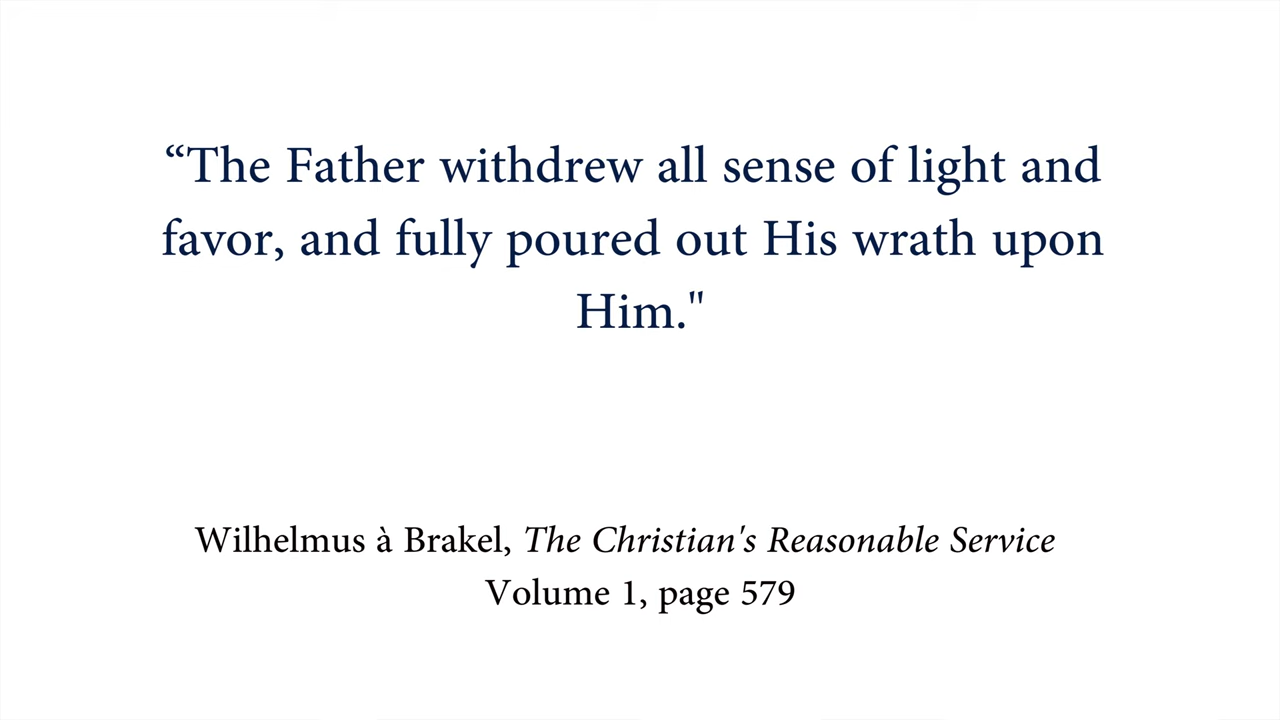 “The Father withdrew all sense of light and
favor, and fully poured out His wrath upon
Him."
Wilhelmus à Brakel, The Christian's Reasonable Service
Volume 1, page 579